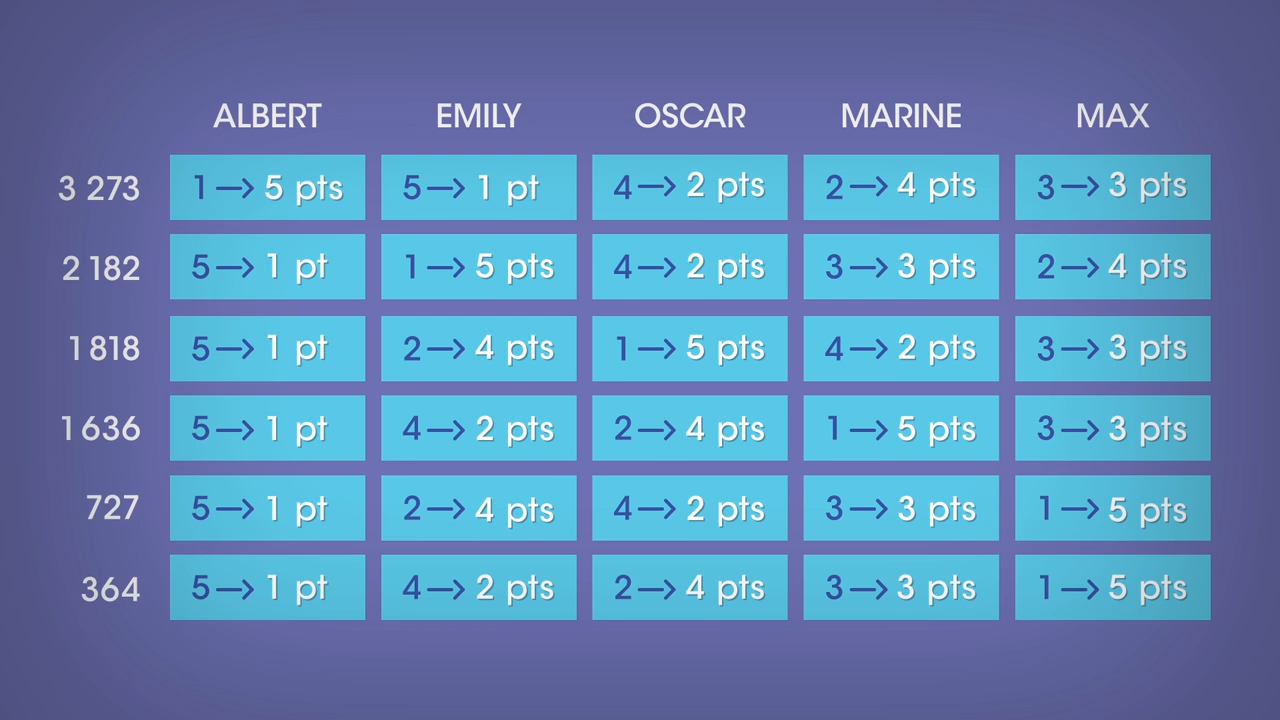 ALBERT EMILY OSCAR MARINE MAX
3 273 1→5 pts 5→1 pt 4→2 pts 2→4 pts 3→3 pts
2 182 5→1 pt 1→5 pts 4→2 pts 3→3 pts 2→4 pts
1 818 5→1 pt 2→4 pts 1→5 pts 4→2 pts 3→3 pts
1 636 5→1 pt 4→2 pts 2→4 pts 1→5 pts 3→3 pts
727 5→1 pt 2→4 pts 4→2 pts 3→3 pts 1→5 pts
364 5→1 pt 4→2 pts 2→4 pts 3→3 pts 1→5 pts